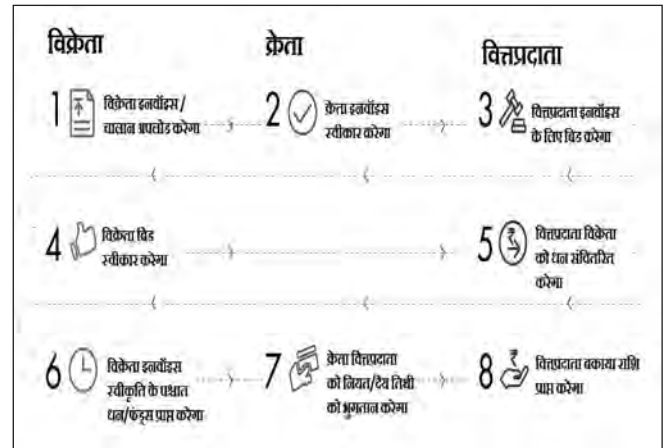 विक्रेता
क्रेता
वित्तप्रदाता
1 विक्रेता इनवॉइस /
चालान अपलोड करेगा
2 क्रेता इनवॉइस
स्वीकार करेगा
3 वित्तप्रदाता इनवॉइस
के लिए बिड करेगा
4 विक्रेता बिड
स्वीकार करेगा
5 वित्तप्रदाता विक्रेता
को धन संवितरित
करेगा
6 विक्रेता इनवॉइस
स्वीकृति के पश्चात
धन/फंड्स प्राप्त करेगा
7 क्रेता वित्तप्रदाता
को नियत/देय तिथी
को भुगतान करेगा
8 वित्तप्रदाता बकाया राशि
प्राप्त करेगा